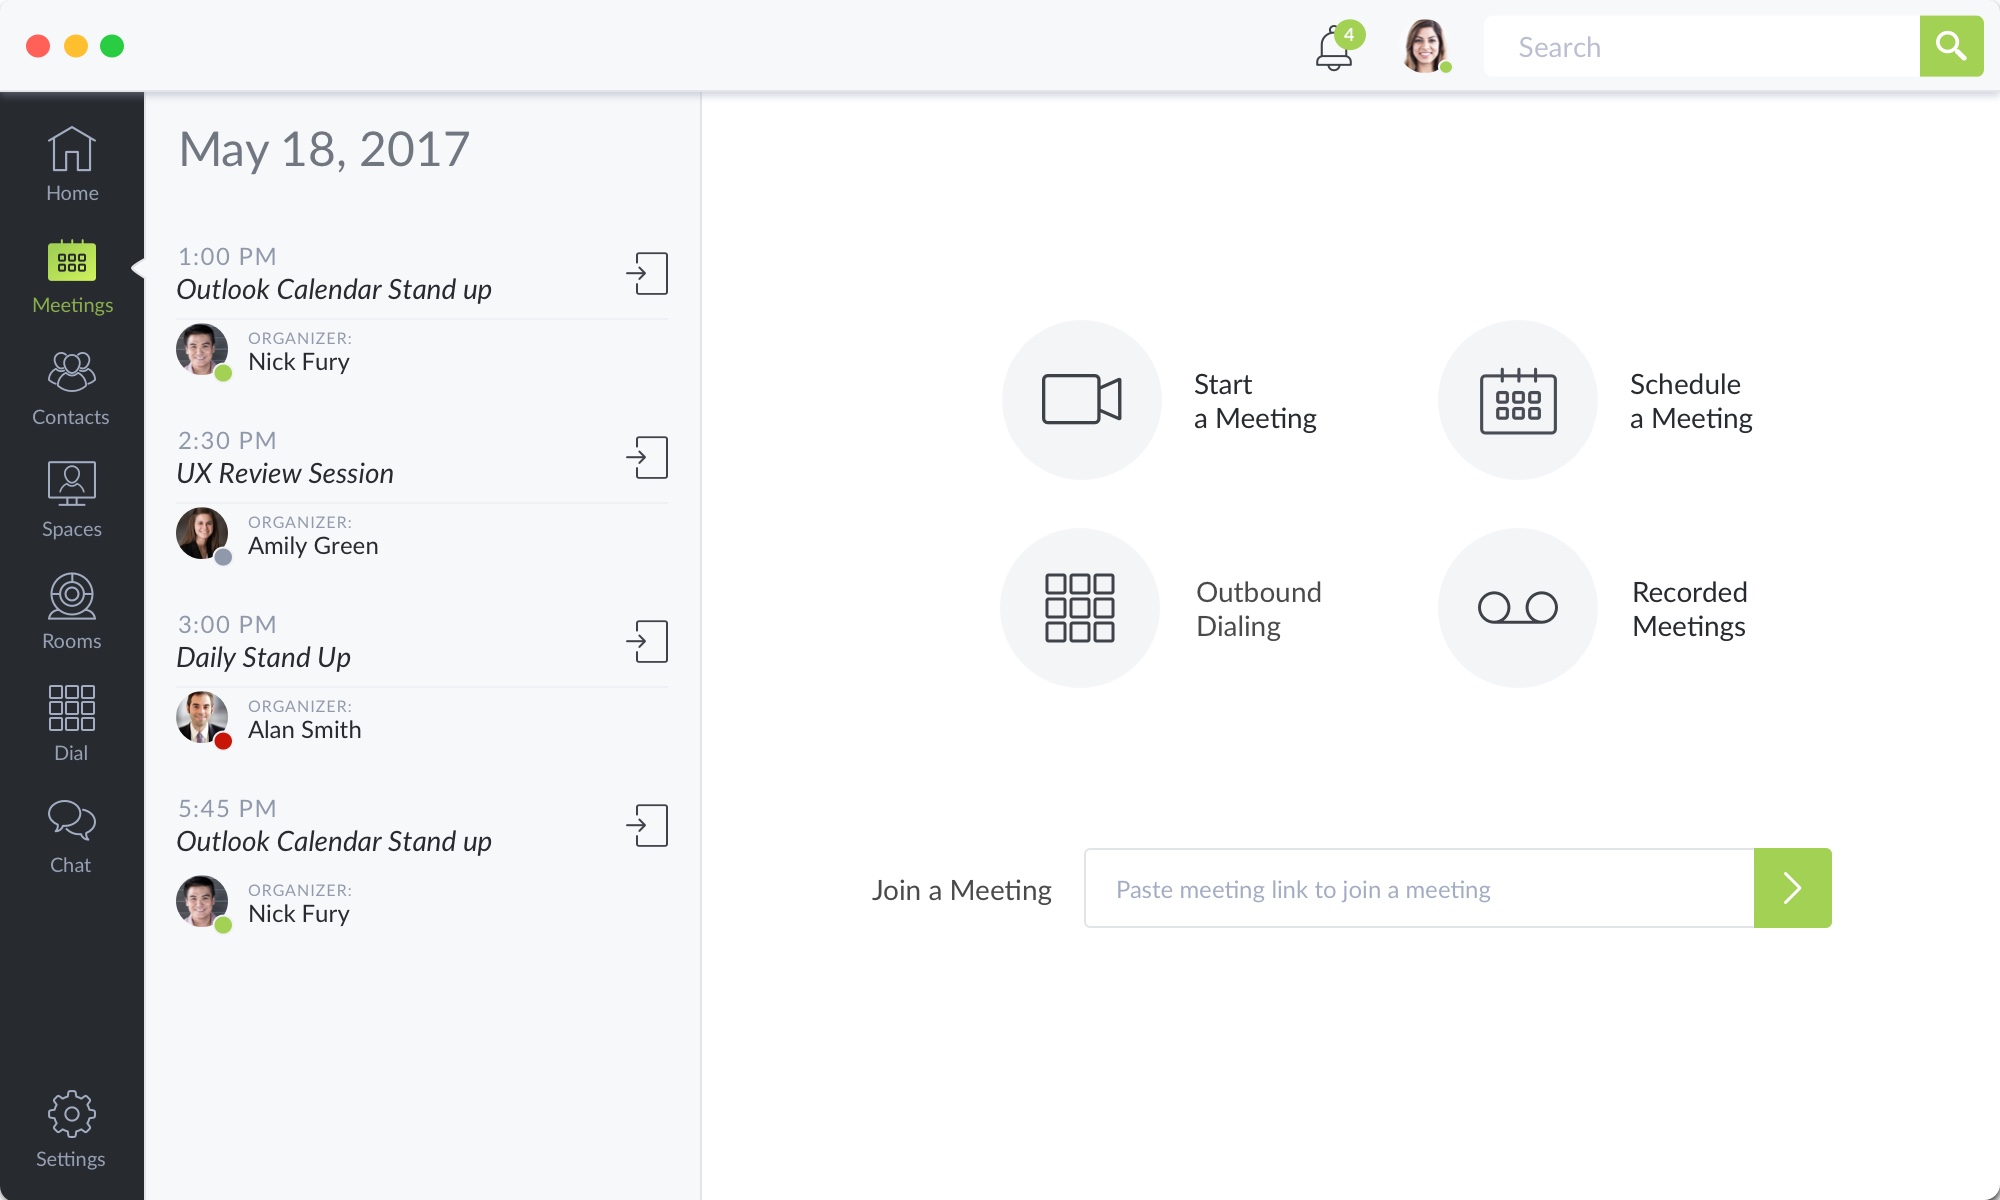 4
Search
Home
Meetings
Contacts
Spaces
Rooms
Dial
Chat
Settings
May 18, 2017
1:00 PM
Outlook Calendar Stand up
ORGANIZER:
Nick Fury
2:30 PM
UX Review Session
ORGANIZER:
Amily Green
3:00 PM
Daily Stand Up
ORGANIZER:
Alan Smith
5:45 PM
Outlook Calendar Stand up
ORGANIZER:
Nick Fury
Start
a Meeting
Schedule
a Meeting
Outbound
Dialing
Recorded
Meetings
Join a Meeting
Paste meeting link to join a meeting